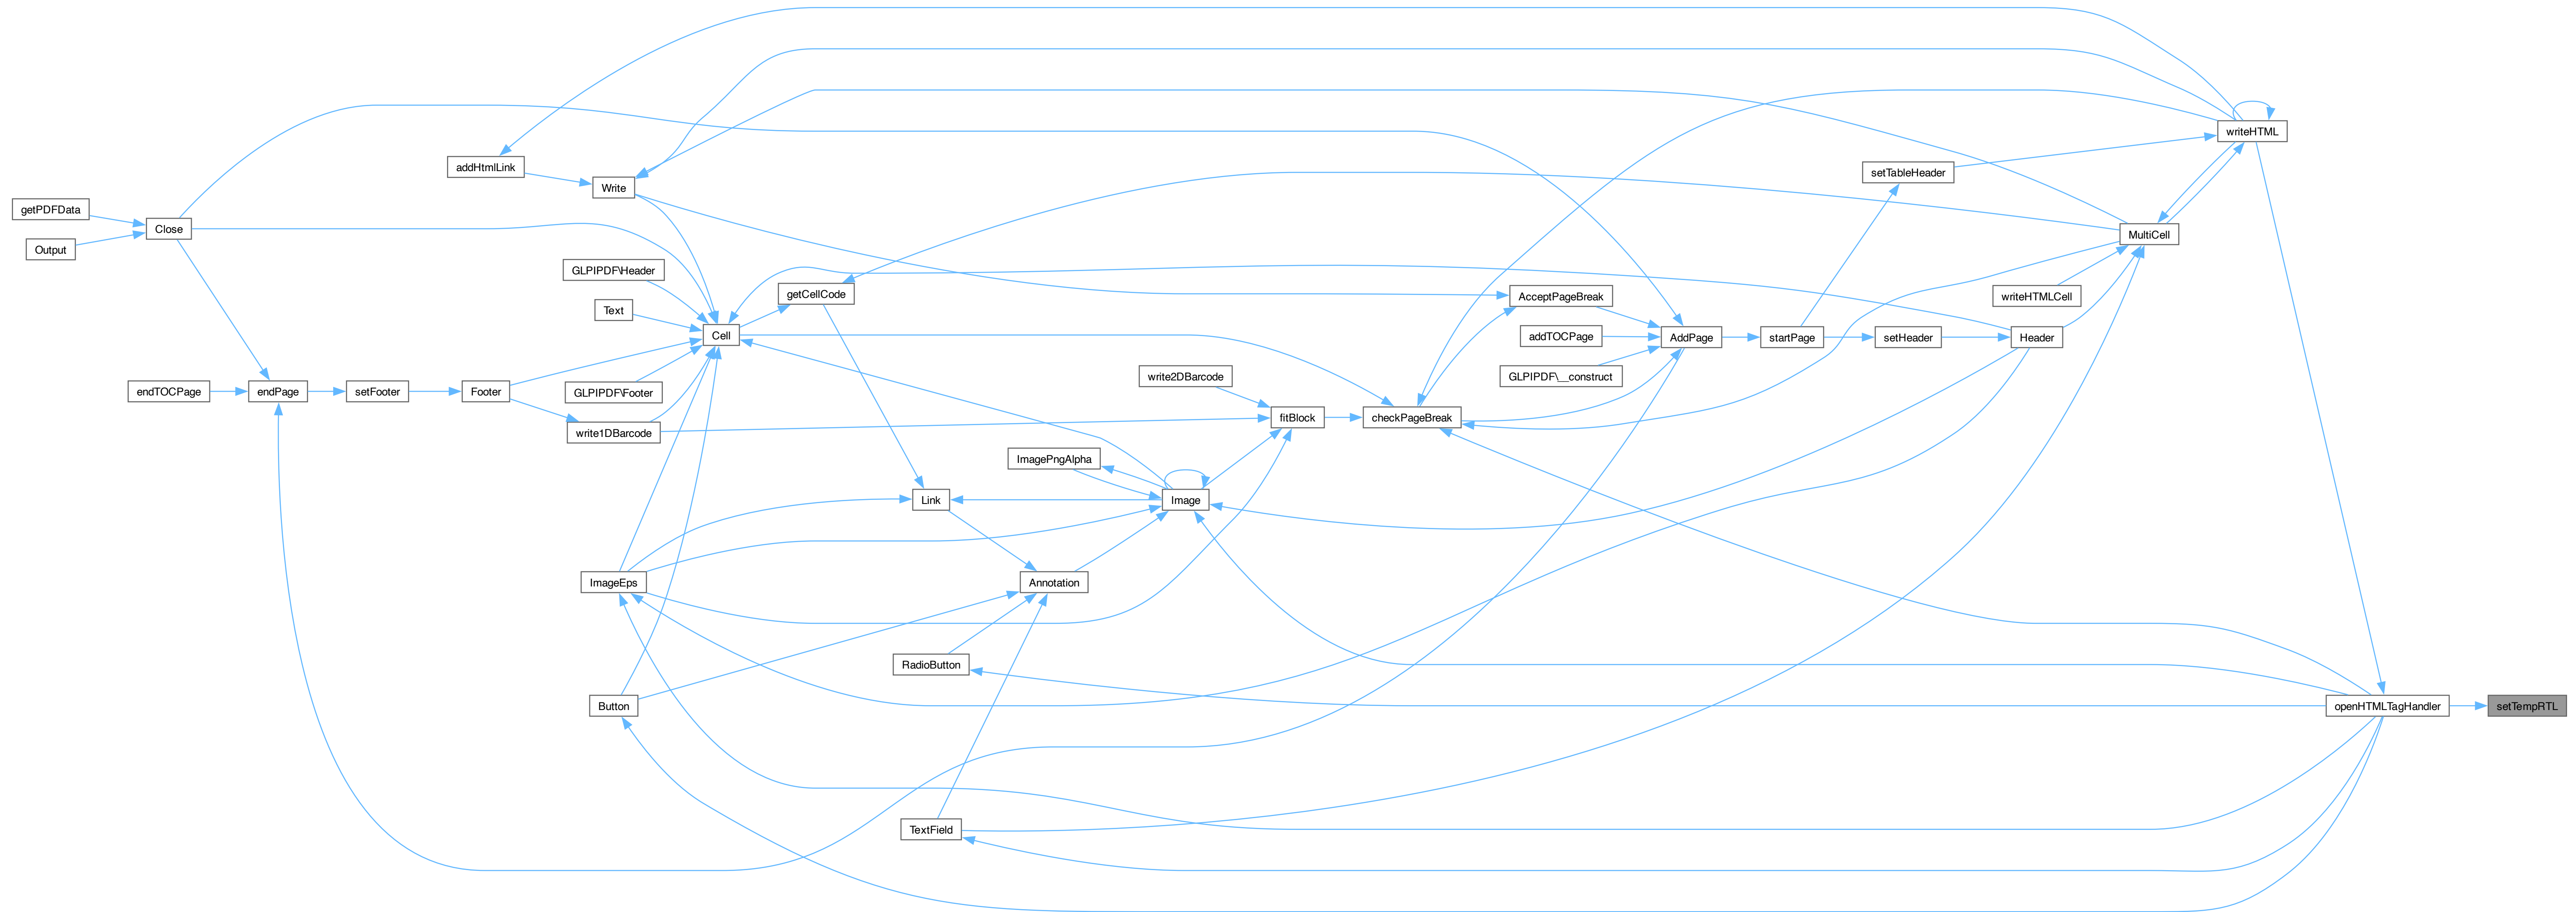 writeHTML
addHtmlLink
setTableHeader
Write
getPDFData
Close
MultiCell
Output
GLPIPDF\Header
getCellCode
AcceptPageBreak
writeHTMLCell
Text
Cell
addTOCPage
AddPage
startPage
setHeader
Header
write2DBarcode
GLPIPDF\__construct
endTOCPage
endPage
setFooter
Footer
GLPIPDF\Footer
fitBlock
checkPageBreak
write1DBarcode
ImagePngAlpha
Link
Image
ImageEps
Annotation
RadioButton
Button
openHTMLTagHandler
setTempRTL
TextField